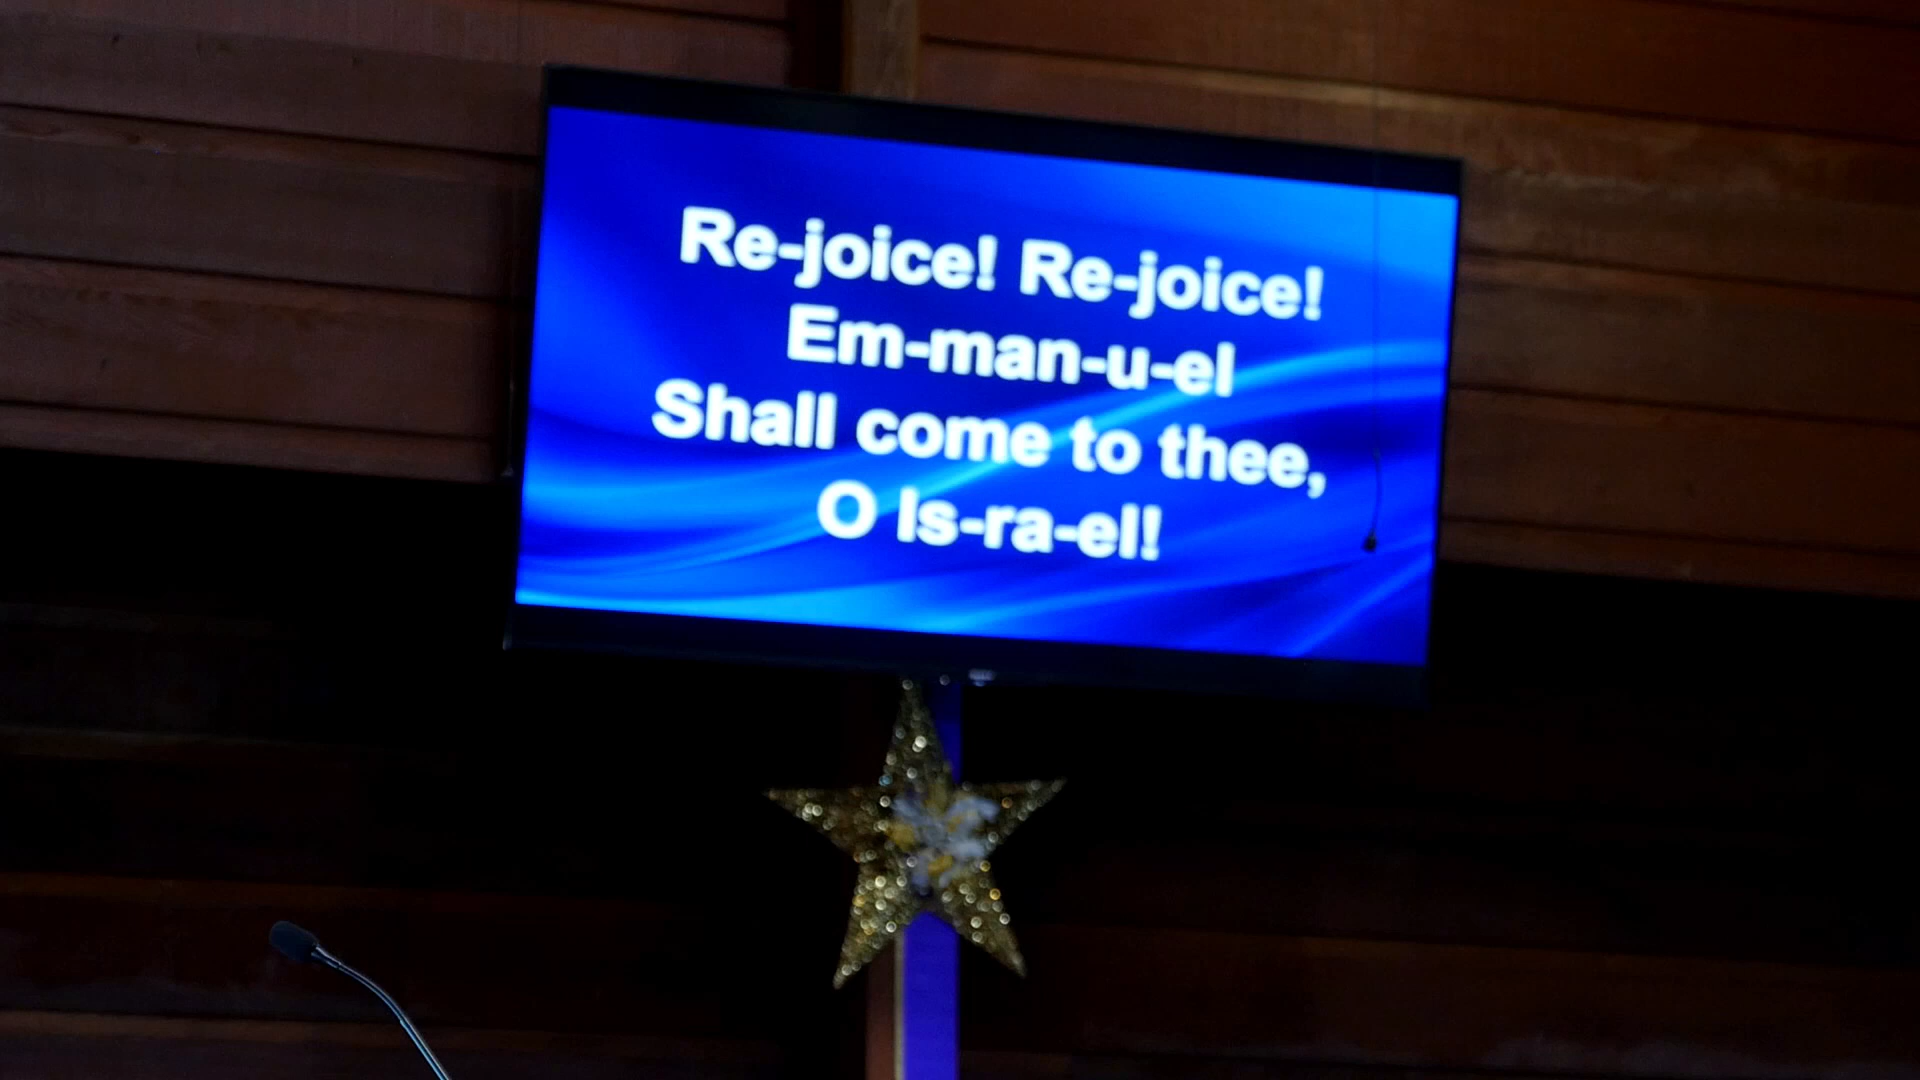 Re-joice! Re-joice!
Em-man-u-el
Shall come to thee,
O Is-ra-el!